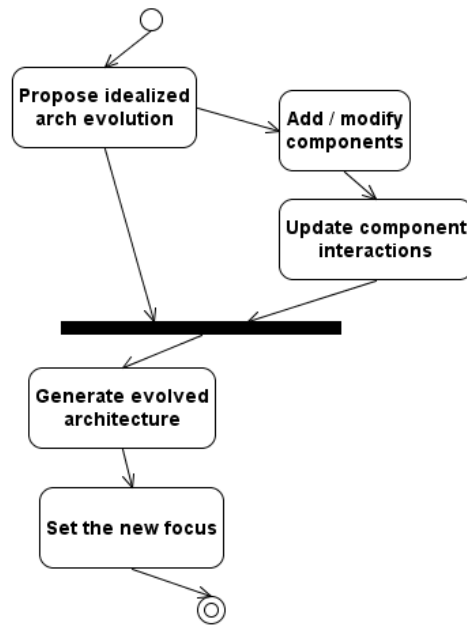 Propose idealized
arch evolution
Add / modify
components
Update component
interactions
Generate evolved
architecture
Set the new focus